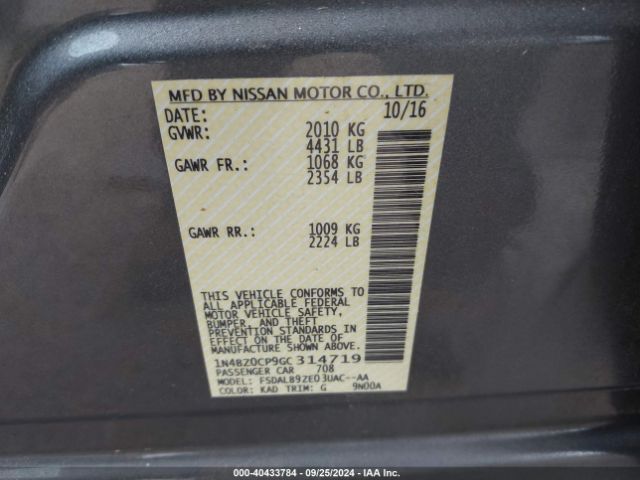 MFD BY NISSAN MOTOR CO., LTD.
DATE: 10/16
GVWR: 2010 KG
4431 LB
GAWR FR.: 1068 KG
2354 LB
GAWR RR.: 1009 KG
2224 LB
THIS VEHICLE CONFORMS TO
ALL APPLICABLE FEDERAL
MOTOR VEHICLE SAFETY,
BUMPER, AND THEFT
PREVENTION STANDARDS IN
EFFECT ON THE DATE OF
MANUFACTURE SHOWN ABOVE.
1N4BZ0CP9GC314719
PASSENGER CAR 708
MODEL: FSDALB9ZE03UAC--AA
COLOR: KAD TRIM: G 9N00A
000-40433784 - 09/25/2024 - IAA Inc.